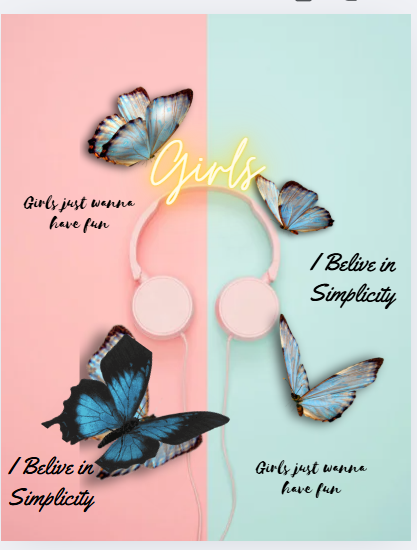 Girls
Girls just wanna
have fun
I Belive in
Simplicity
I Belive in
Simplicity
Girls just wanna
have fun